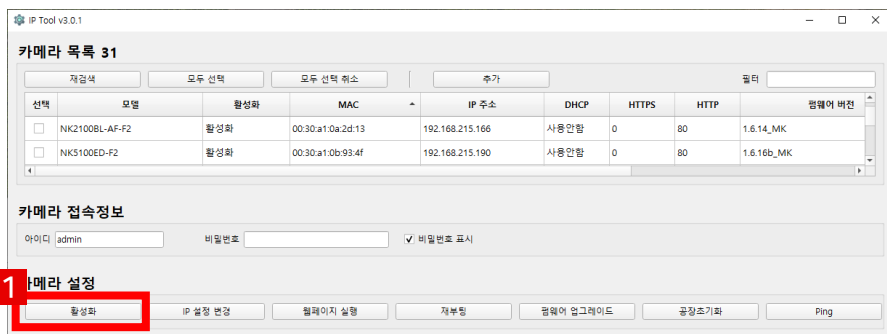 IP Tool v3.0.1
카메라 목록 31
재검색 모두 선택 모두 선택 취소 추가 필터
선택 모델 활성화 MAC IP 주소 DHCP HTTPS HTTP 펌웨어 버전
NK2100BL-AF-F2 활성화 00:30:a1:0a:2d:13 192.168.215.166 사용안함 0 80 1.6.14_MK
NK5100ED-F2 활성화 00:30:a1:0b:93:4f 192.168.215.190 사용안함 0 80 1.6.16b_MK
카메라 접속정보
아이디 admin 비밀번호 비밀번호 표시
1 메라 설정
활성화 IP 설정 변경 웹페이지 실행 재부팅 펌웨어 업그레이드 공장초기화 Ping